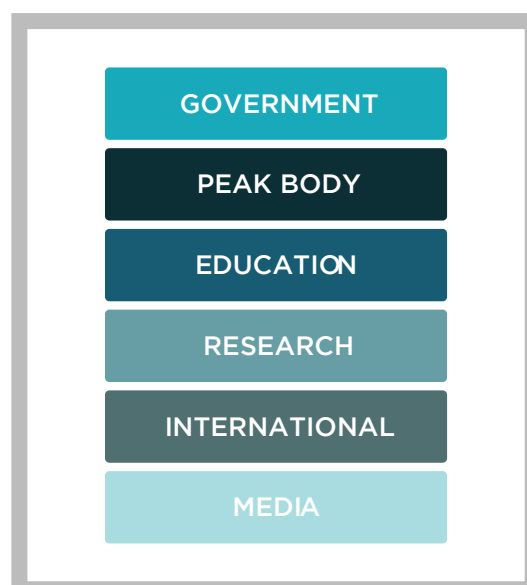 GOVERNMENT
PEAK BODY
EDUCATION
RESEARCH
INTERNATIONAL
MEDIA